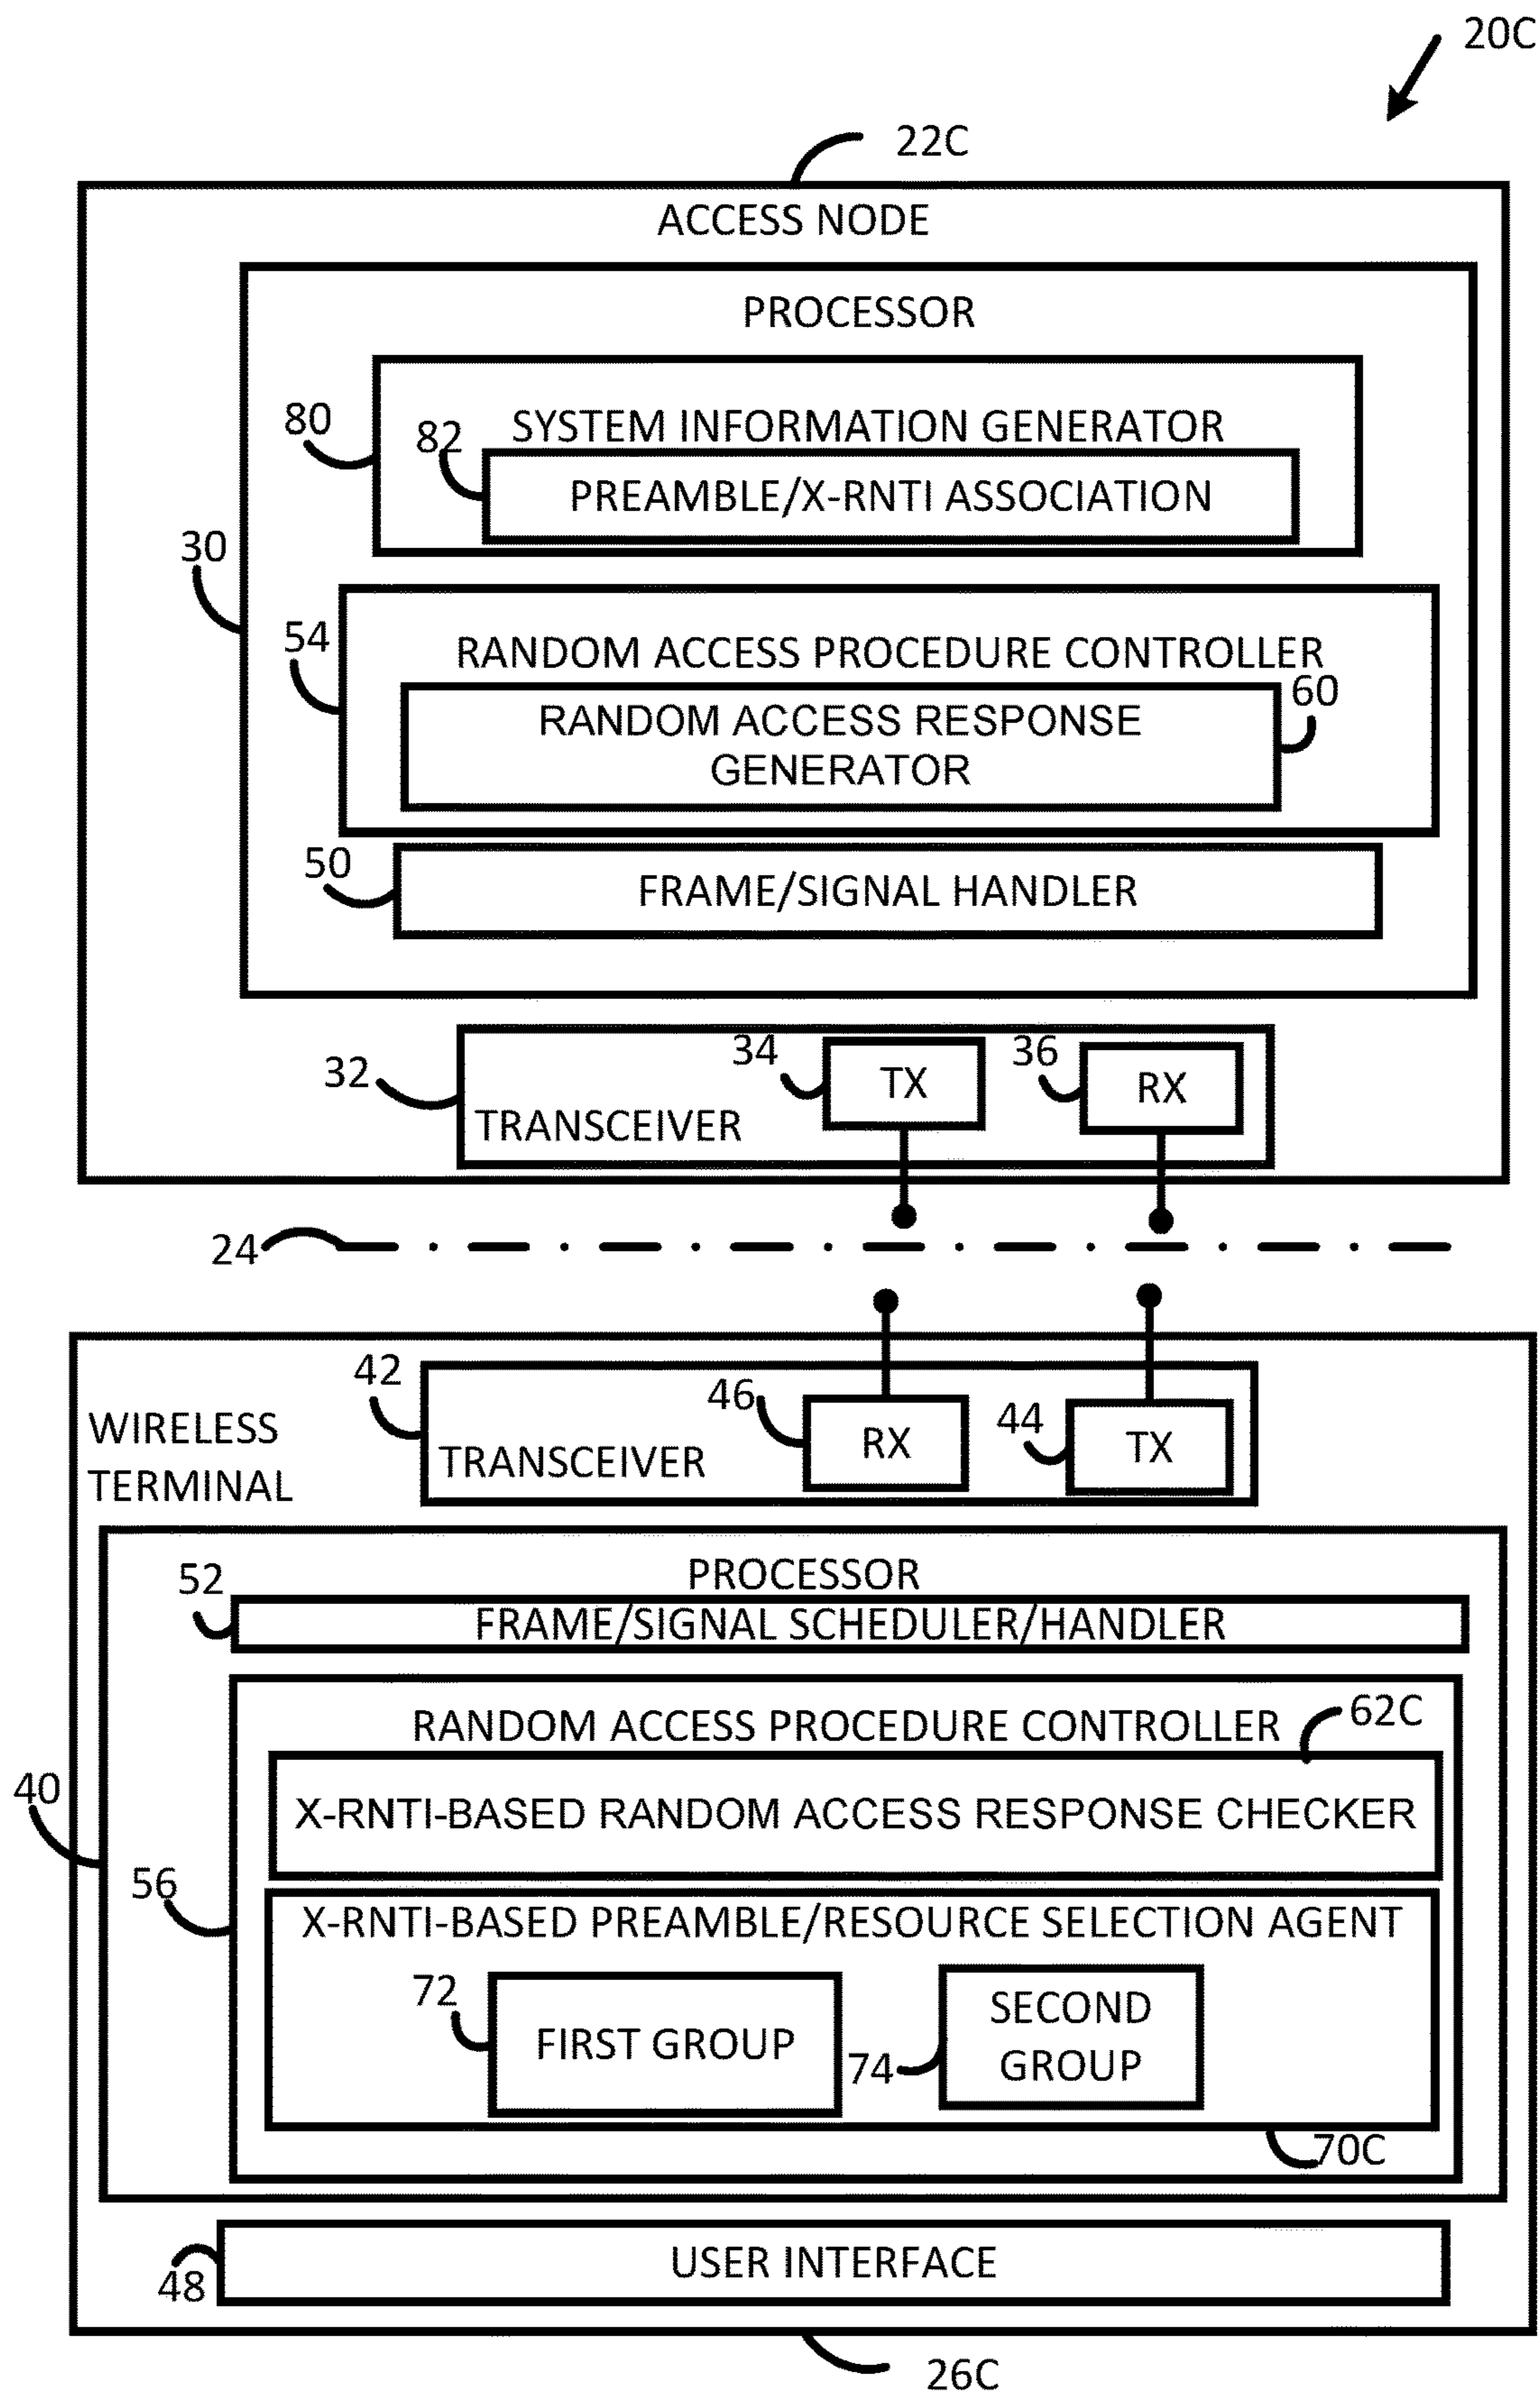 20C
22C
ACCESS NODE
PROCESSOR
80
SYSTEM INFORMATION GENERATOR
82
PREAMBLE/X-RNTI ASSOCIATION
30
54
RANDOM ACCESS PROCEDURE CONTROLLER
60
RANDOM ACCESS RESPONSE
GENERATOR
50
FRAME/SIGNAL HANDLER
32
TRANSCEIVER
34
TX
36
RX
24
WIRELESS
TERMINAL
42
TRANSCEIVER
46
RX
44
TX
PROCESSOR
52
FRAME/SIGNAL SCHEDULER/HANDLER
RANDOM ACCESS PROCEDURE CONTROLLER
62C
40
X-RNTI-BASED RANDOM ACCESS RESPONSE CHECKER
56
X-RNTI-BASED PREAMBLE/RESOURCE SELECTION AGENT
72
FIRST GROUP
74
SECOND
GROUP
70C
48
USER INTERFACE
26C